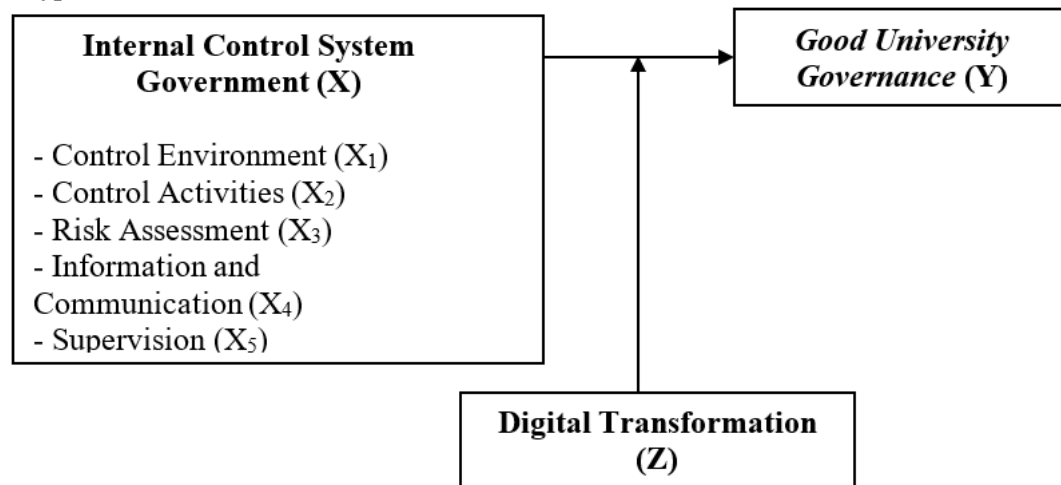 Internal Control System
Government (X)
- Control Environment (X₁)
- Control Activities (X₂)
- Risk Assessment (X₃)
- Information and
Communication (X₄)
- Supervision (X₅)
Good University
Governance (Y)
Digital Transformation
(Z)